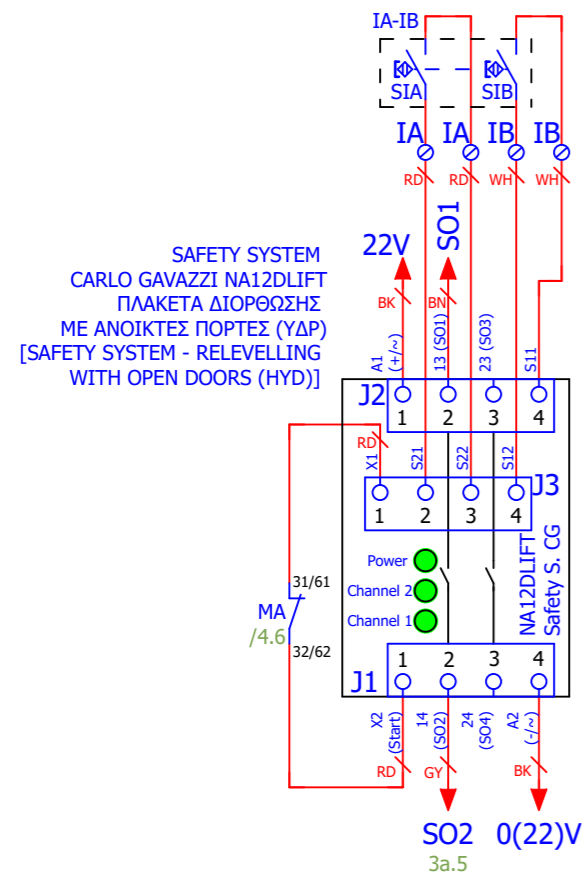 IA-IB
SIA
SIB
IA
IA
IB
IB
RD
RD
WH
WH
22V
SO1
BK
BN
SAFETY SYSTEM
CARLO GAVAZZI NA12DLIFT
ΠΛΑΚΕΤΑ ΔΙΟΡΘΩΣΗΣ
ΜΕ ΑΝΟΙΚΤΕΣ ΠΟΡΤΕΣ (ΥΔΡ)
[SAFETY SYSTEM - RELEVELLING
WITH OPEN DOORS (HYD)]
A1
(+/~)
13 (SO1)
23 (SO3)
S11
J2
1
2
3
4
RD
X1
S21
S22
S12
J3
1
2
3
4
Power
Channel 2
Channel 1
NA12DLIFT
Safety S. CG
31/61
MA
/4.6
32/62
J1
1
2
3
4
X2
(Start)
14
(SO2)
24
(SO4)
A2
(-/~)
RD
GY
BK
SO2
0(22)V
3a.5